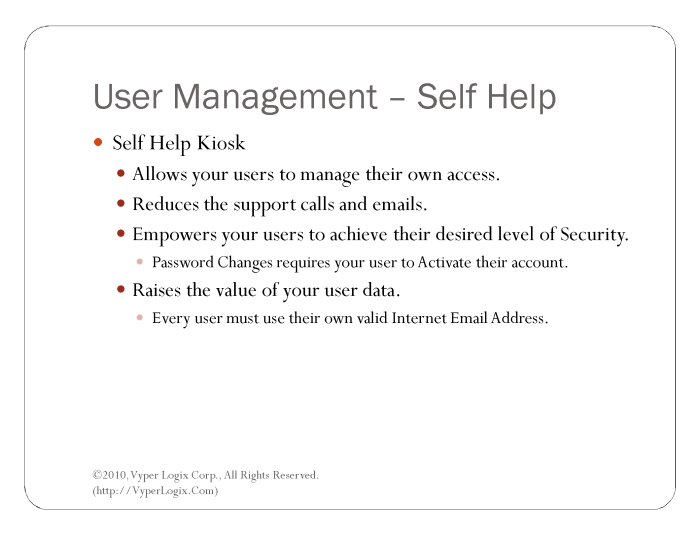 User Management – Self Help
Self Help Kiosk
Allows your users to manage their own access.
Reduces the support calls and emails.
Empowers your users to achieve their desired level of Security.
Password Changes requires your user to Activate their account.
Raises the value of your user data.
Every user must use their own valid Internet Email Address.
©2010, Vyper Logix Corp., All Rights Reserved.
(http://VyperLogix.Com)